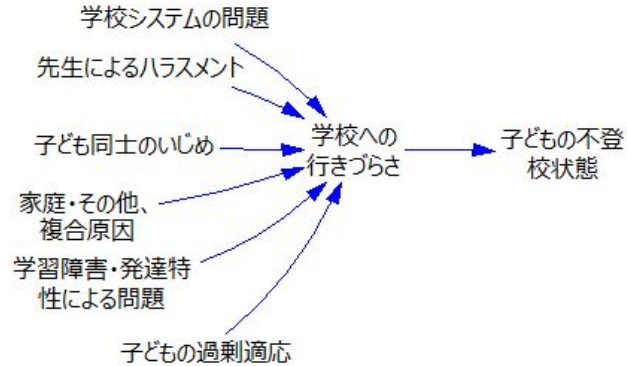 学校システムの問題
先生によるハラスメント
子ども同士のいじめ
学校への
行きづらさ
子どもの不登
校状態
家庭・その他、
複合原因
学習障害・発達特
性による問題
子どもの過剰適応